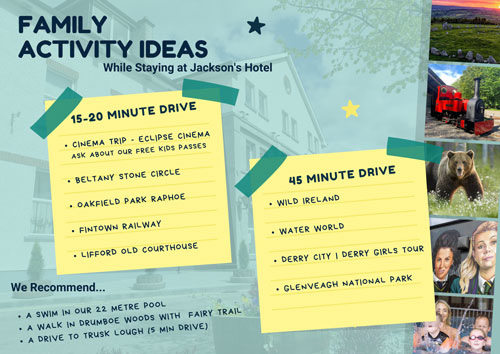 FAMILY
ACTIVITY IDEAS
While Staying at Jackson's Hotel
15-20 MINUTE DRIVE
• CINEMA TRIP - ECLIPSE CINEMA
ASK ABOUT OUR FREE KIDS PASSES
• BELTANY STONE CIRCLE
• OAKFIELD PARK RAPHOE
• FINTOWN RAILWAY
• LIFFORD OLD COURTHOUSE
45 MINUTE DRIVE
• WILD IRELAND
• WATER WORLD
• DERRY CITY | DERRY GIRLS TOUR
• GLENVEAGH NATIONAL PARK
We Recommend...
• A SWIM IN OUR 22 METRE POOL
• A WALK IN DRUMBOE WOODS WITH FAIRY TRAIL
• A DRIVE TO TRUSK LOUGH (5 MIN DRIVE)